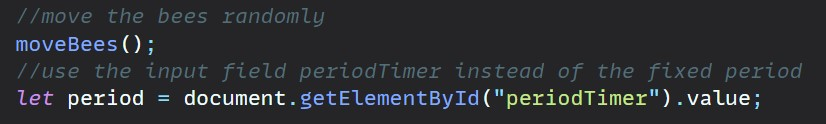 //move the bees randomly
moveBees();
//use the input field periodTimer instead of the fixed period
let period = document.getElementById("periodTimer").value;